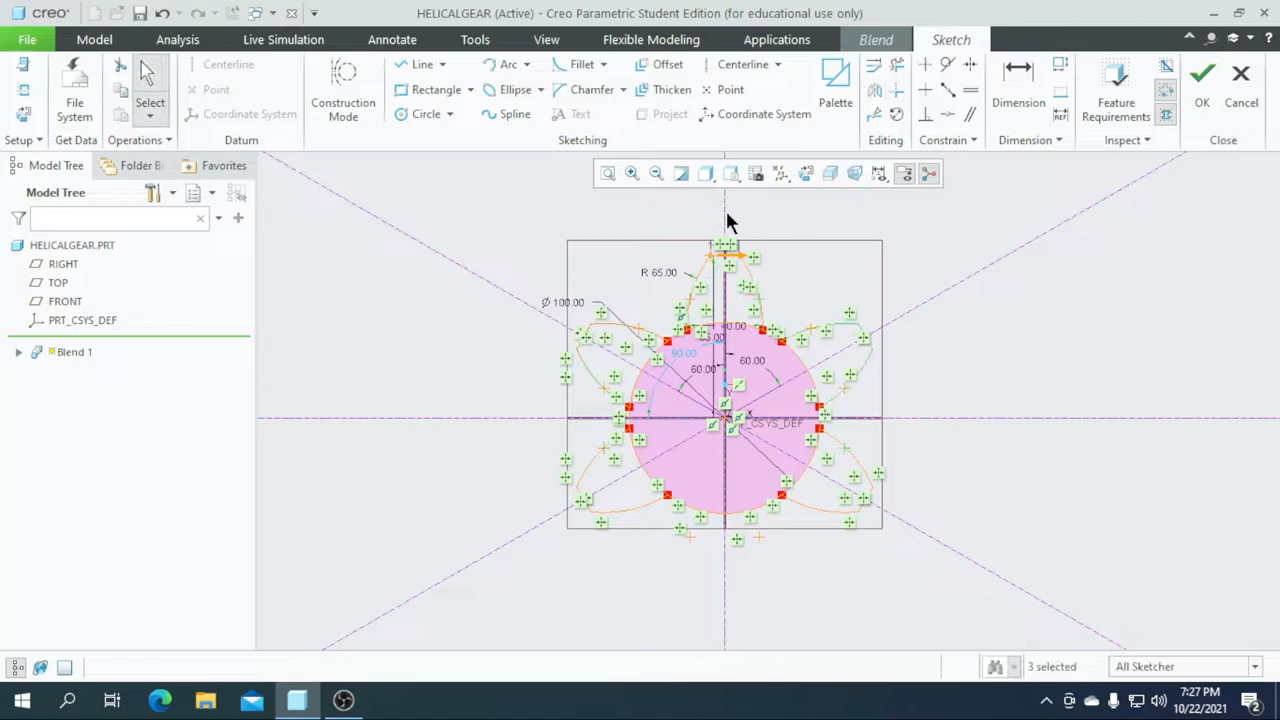 creo HELICALGEAR (Active) - Creo Parametric Student Edition (for educational use only)
File Model Analysis Live Simulation Annotate Tools View Flexible Modeling Applications Blend Sketch
Centerline Line Arc Fillet Offset Centerline
Point Rectangle Ellipse Chamfer Thicken Point
File System Select Coordinate System Construction Mode Circle Spline Text Project Coordinate System Palette Dimension Feature Requirements OK Cancel
Setup Get Data Operations Datum Sketching Editing Constrain Dimension Inspect Close
Model Tree Folder B Favorites
Model Tree
HELICALGEAR.PRT
RIGHT
TOP
FRONT
PRT_CSYS_DEF
Blend 1
R 65.00
Ø 100.00
40.00
90.00
60.00
60.00
X
_CSYS_DEF
3 selected All Sketcher
7:27 PM
10/22/2021
2